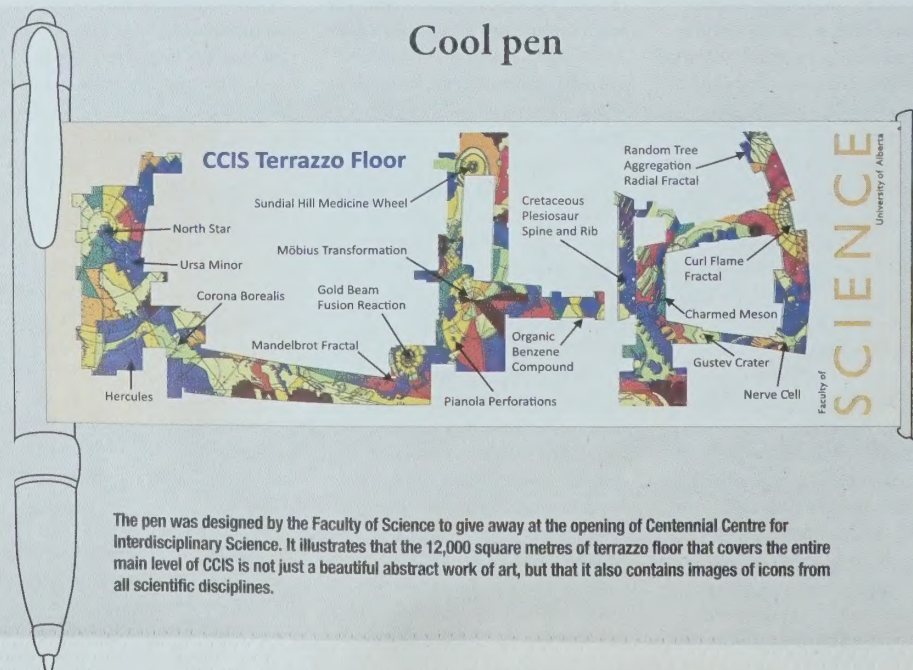 Cool pen
CCIS Terrazzo Floor
North Star
Ursa Minor
Corona Borealis
Hercules
Sundial Hill Medicine Wheel
Möbius Transformation
Gold Beam
Fusion Reaction
Mandelbrot Fractal
Pianola Perforations
Organic
Benzene
Compound
Cretaceous
Plesiosaur
Spine and Rib
Random Tree
Aggregation
Radial Fractal
Curl Flame
Fractal
Charmed Meson
Gustev Crater
Nerve Cell
Faculty of
SCIENCE
University of Alberta
The pen was designed by the Faculty of Science to give away at the opening of Centennial Centre for
Interdisciplinary Science. It illustrates that the 12,000 square metres of terrazzo floor that covers the entire
main level of CCIS is not just a beautiful abstract work of art, but that it also contains images of icons from
all scientific disciplines.